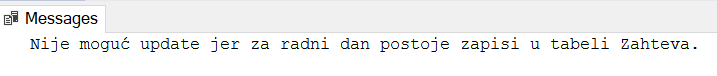 Messages
Nije moguć update jer za radni dan postoje zapisi u tabeli Zahteva.